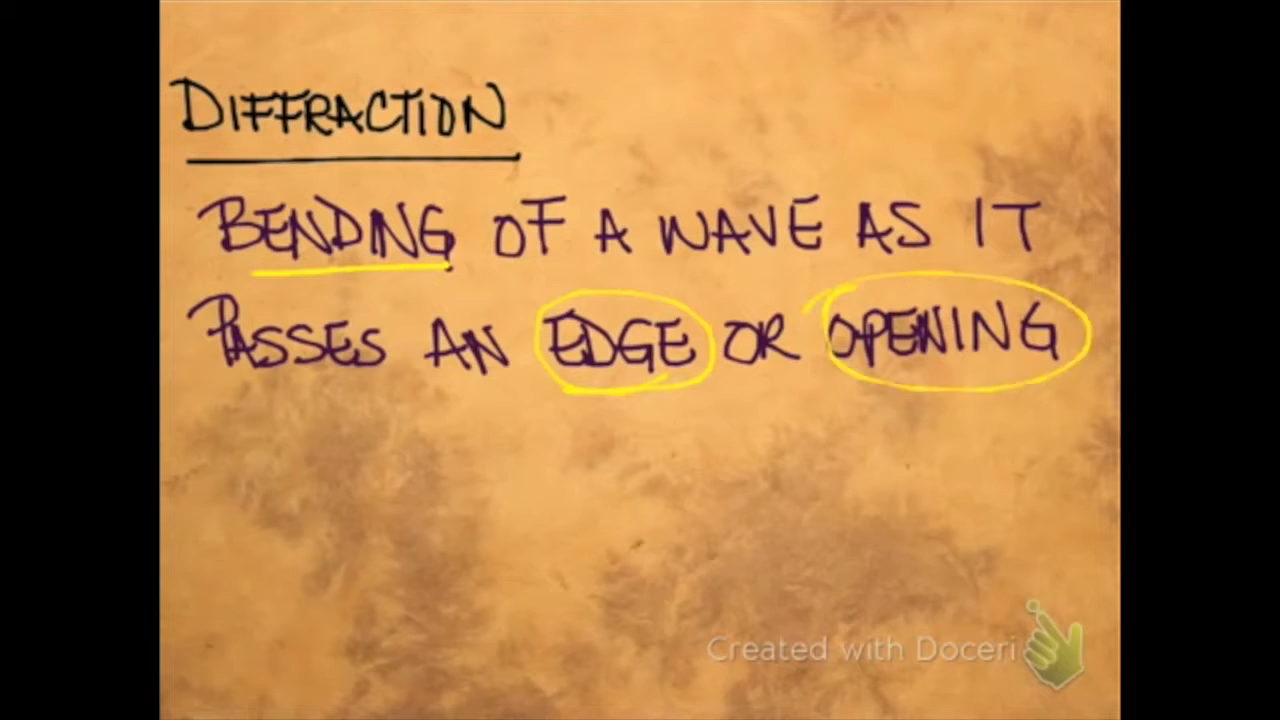 DIFFRACTION
BENDING OF A WAVE AS IT
PASSES AN EDGE OR OPENING
Created with Doceri